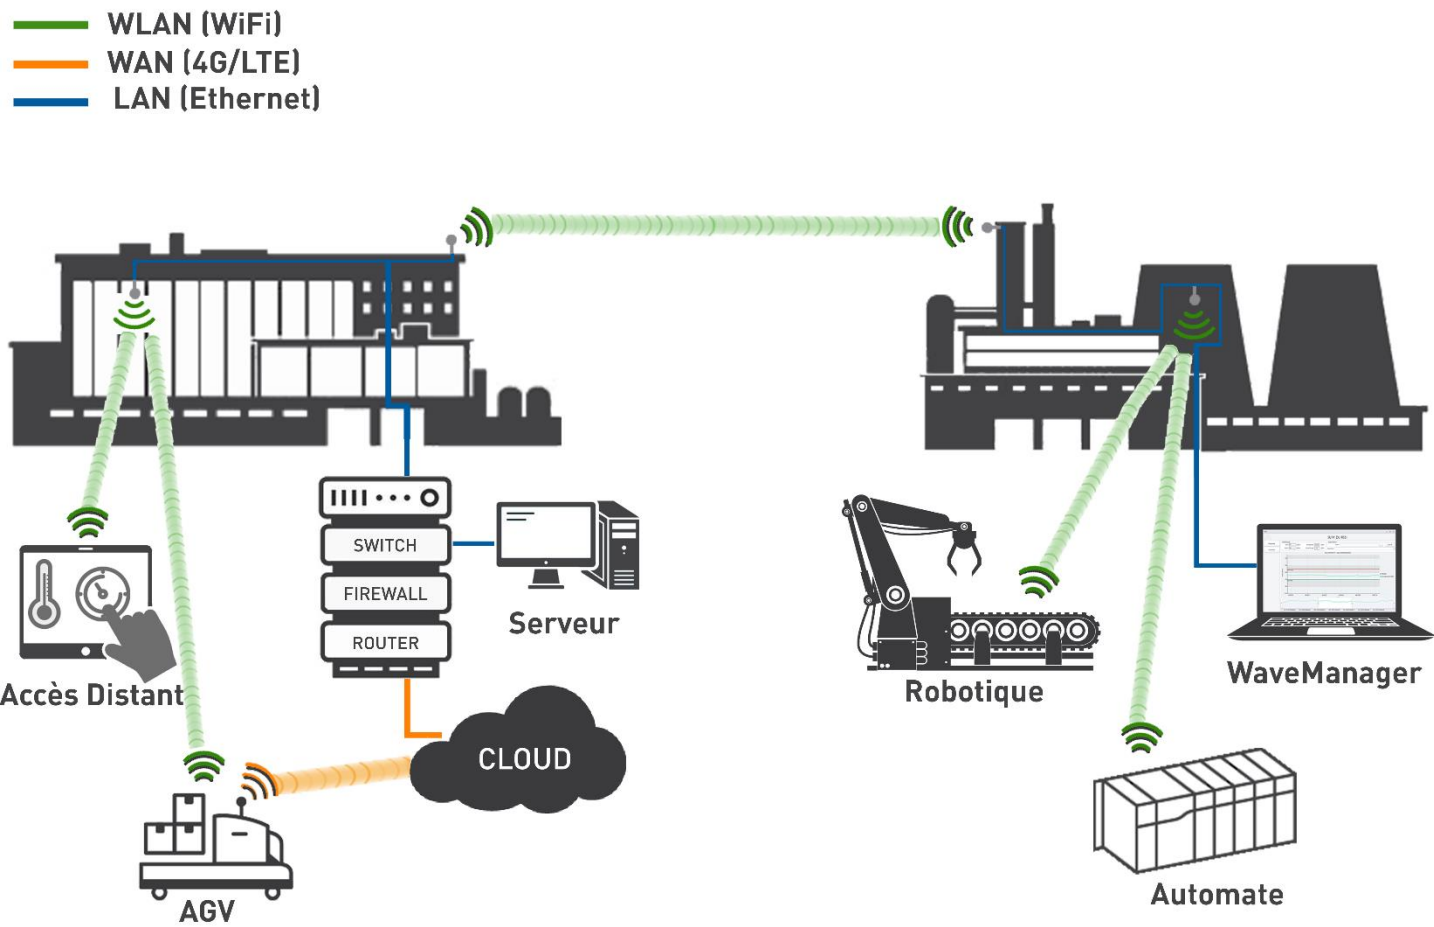 WLAN (WiFi)
WAN (4G/LTE)
LAN (Ethernet)
SWITCH
FIREWALL
ROUTER
Serveur
Accès Distant
Robotique
WaveManager
CLOUD
AGV
Automate